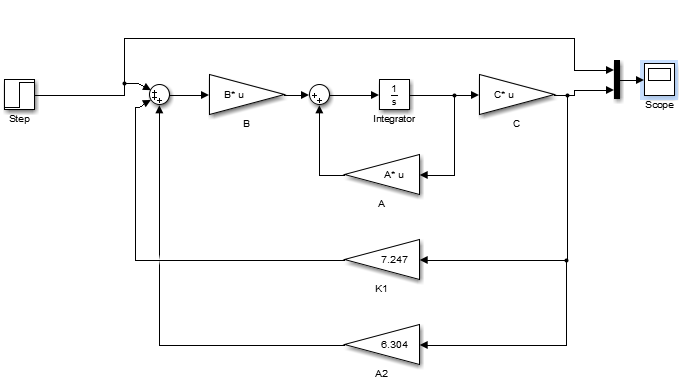 Step
B* u
B
1
s
Integrator
C* u
C
Scope
A* u
A
7.247
K1
6.304
A2